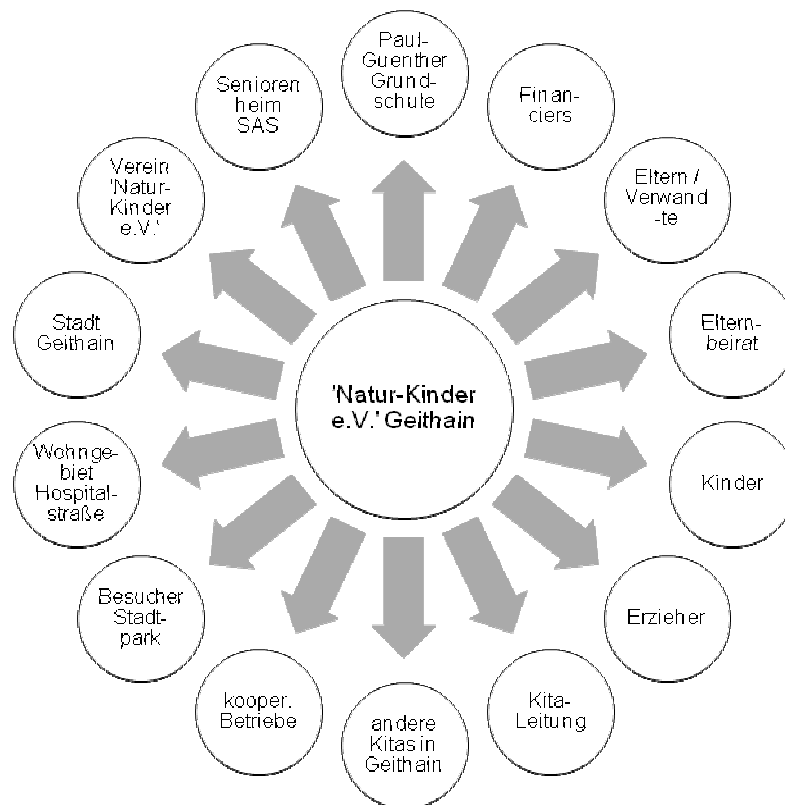 Paul-
Guenther
Grund-
schule
Finan-
ciers
Eltern /
Verwand
-te
Eltern-
beirat
Kinder
Erzieher
Kita-
Leitung
andere
Kitas in
Geithain
kooper.
Betriebe
Besucher
Stadt-
park
Wohnge-
biet
Hospital-
straße
Stadt
Geithain
Verein
'Natur-
Kinder
e.V.'
Senioren
heim
SAS
'Natur-Kinder
e.V.' Geithain